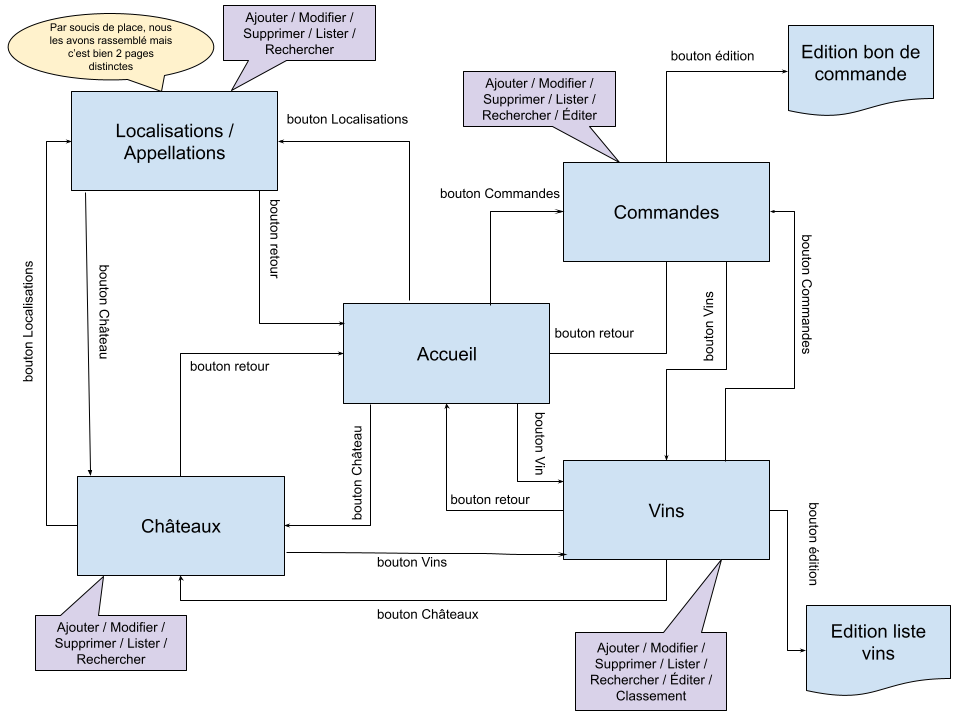 Par soucis de place, nous
les avons rassemblé mais
c'est bien 2 pages
distinctes
Ajouter / Modifier /
Supprimer / Lister /
Rechercher
Localisations /
Appellations
bouton Localisations
Ajouter / Modifier /
Supprimer / Lister /
Rechercher / Éditer
bouton édition
Edition bon de
commande
bouton Commandes
Commandes
bouton retour
bouton Localisations
bouton Château
bouton retour
Accueil
bouton retour
bouton Vins
bouton Commandes
bouton Château
bouton Vin
bouton retour
Châteaux
Vins
bouton Vins
bouton édition
bouton Châteaux
Ajouter / Modifier /
Supprimer / Lister /
Rechercher
Ajouter / Modifier /
Supprimer / Lister /
Rechercher / Éditer /
Classement
Edition liste
vins